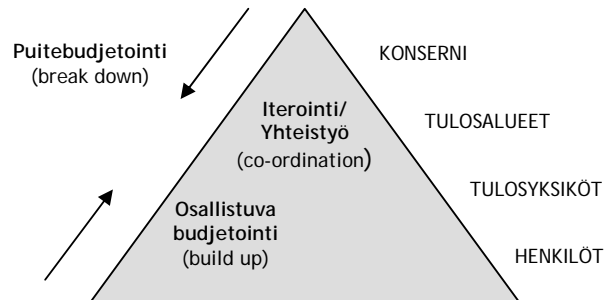 Puitebudjetointi
(break down)
KONSERNI
Iterointi/
Yhteistyö
(co-ordination)
TULOSALUEET
TULOSYKSIKÖT
Osallistuva
budjetointi
(build up)
HENKILÖT